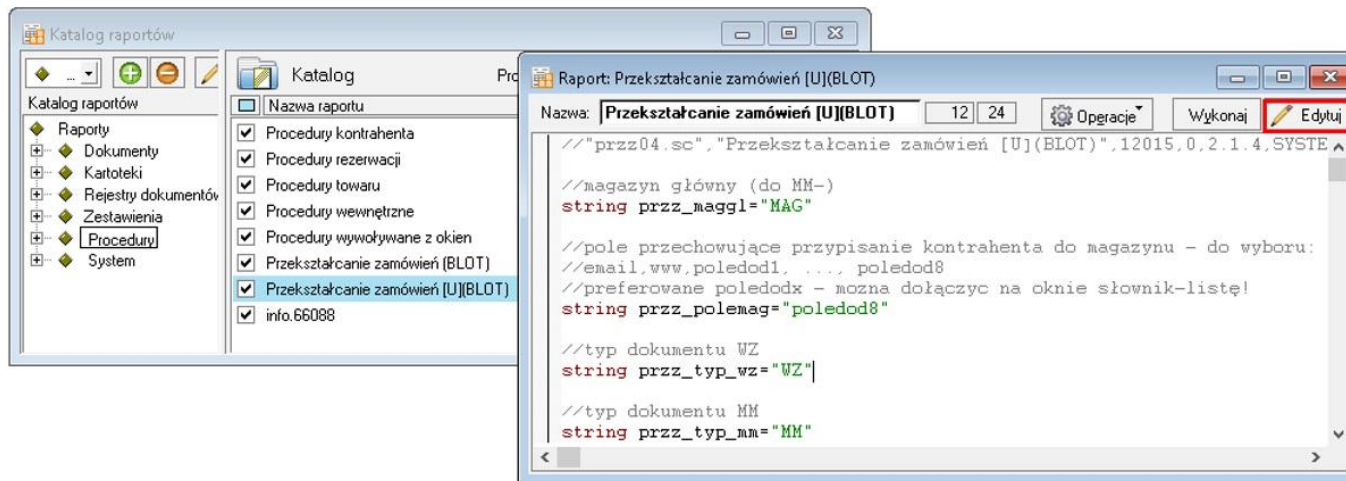 Katalog raportów
...
Katalog Pro
Katalog raportów
Nazwa raportu
Raporty
Dokumenty
Kartoteki
Rejestry dokumentów
Zestawienia
Procedury
System
Procedury kontrahenta
Procedury rezerwacji
Procedury towaru
Procedury wewnętrzne
Procedury wywoływane z okien
Przekształcanie zamówień (BLOT)
Przekształcanie zamówień [U](BLOT)
info.66088
Raport: Przekształcanie zamówień [U](BLOT)
Nazwa: Przekształcanie zamówień [U](BLOT) 12 24 Operacje Wykonaj Edytuj
//"przz04.sc","Przekształcanie zamówień [U](BLOT)",12015,0,2.1.4,SYSTE
//magazyn główny (do MM-)
string przz_maggl="MAG"
//pole przechowujące przypisanie kontrahenta do magazynu - do wyboru:
//email,www,poledod1, ..., poledod8
//preferowane poledodx - mozna dołączyc na oknie słownik-listę!
string przz_polemag="poledod8"
//typ dokumentu WZ
string przz_typ_wz="WZ"
//typ dokumentu MM
string przz_typ_mm="MM"